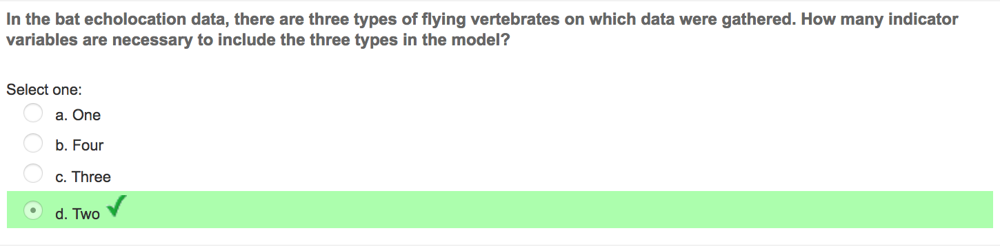 In the bat echolocation data, there are three types of flying vertebrates on which data were gathered. How many indicator
variables are necessary to include the three types in the model?
Select one:
a. One
b. Four
c. Three
d. Two